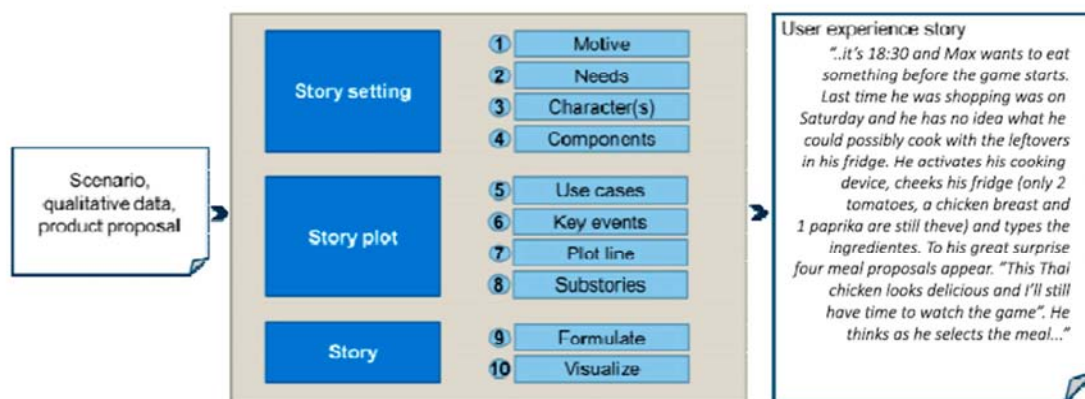 Scenario,
qualitative data,
product proposal
Story setting
1 Motive
2 Needs
3 Character(s)
4 Components
Story plot
5 Use cases
6 Key events
7 Plot line
8 Substories
Story
9 Formulate
10 Visualize
User experience story
"..it's 18:30 and Max wants to eat
something before the game starts.
Last time he was shopping was on
Saturday and he has no idea what he
could possibly cook with the leftovers
in his fridge. He activates his cooking
device, cheeks his fridge (only 2
tomatoes, a chicken breast and
1 paprika are still theve) and types the
ingredientes. To his great surprise
four meal proposals appear. "This Thai
chicken looks delicious and I'll still
have time to watch the game". He
thinks as he selects the meal..."